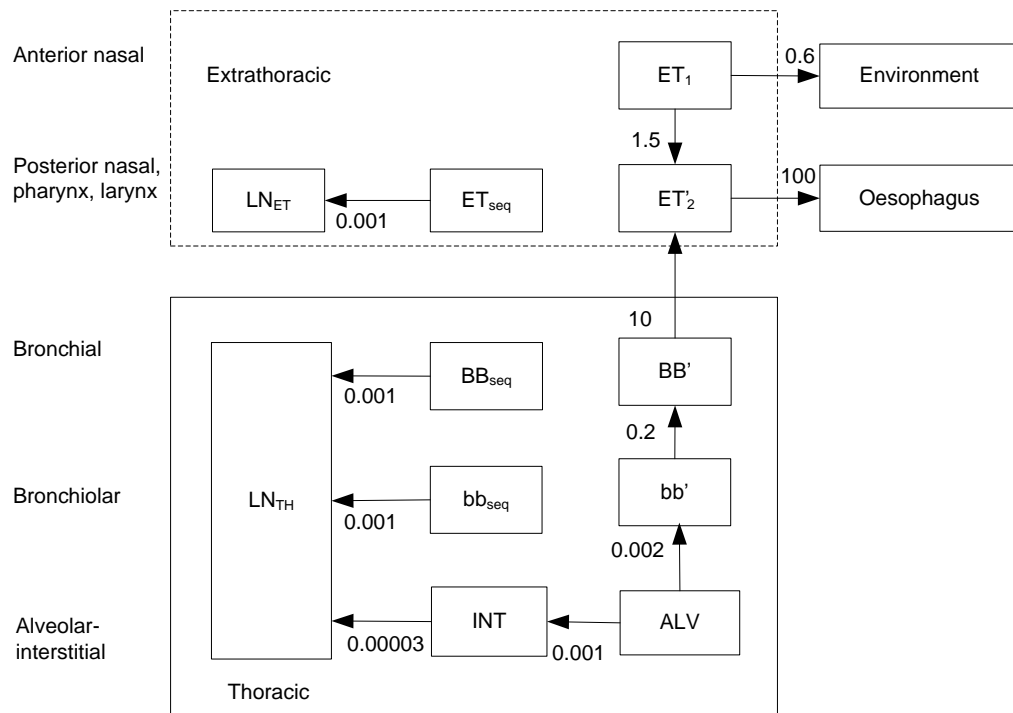 Anterior nasal
Extrathoracic
ET1
0.6
Environment
1.5
Posterior nasal,
pharynx, larynx
LNET
0.001
ETseq
ET'2
100
Oesophagus
10
Bronchial
LNTH
0.001
BBseq
BB'
0.2
Bronchiolar
0.001
bbseq
bb'
0.002
Alveolar-
interstitial
0.00003
INT
0.001
ALV
Thoracic